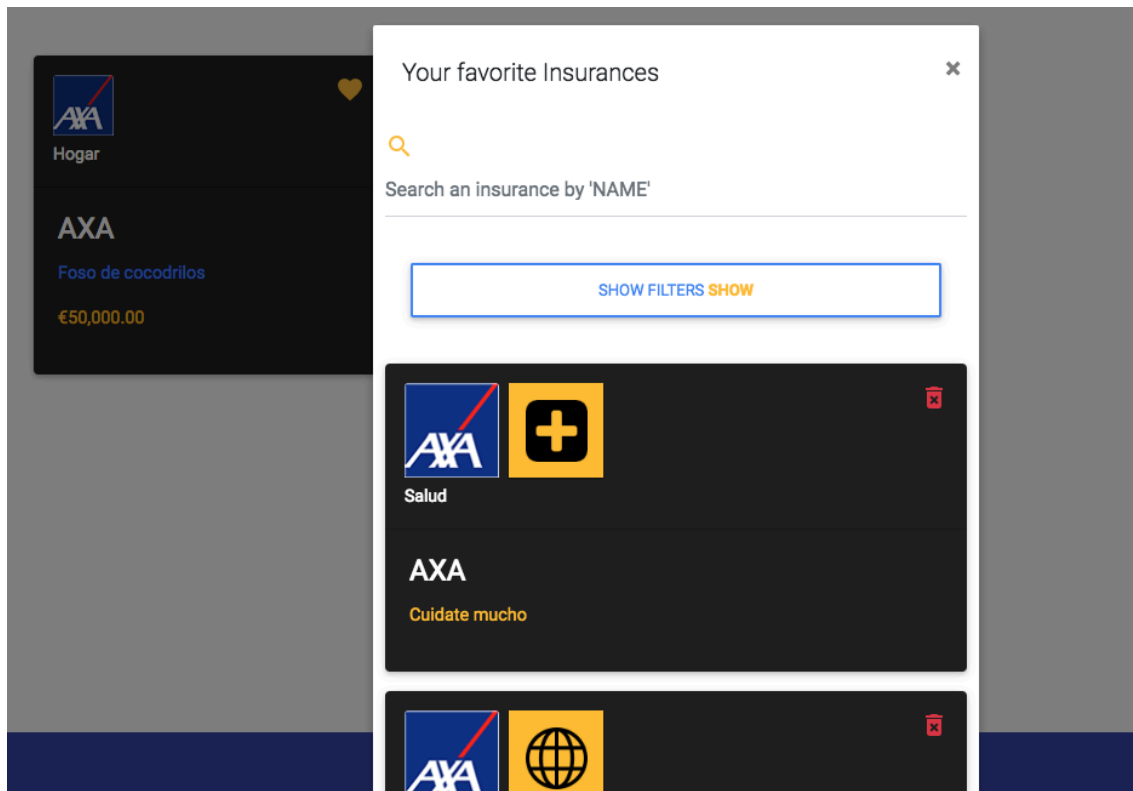 AXA
Hogar
AXA
Foso de cocodrilos
€50,000.00
Your favorite Insurances
×
Search an insurance by 'NAME'
SHOW FILTERS SHOW
AXA
Salud
AXA
Cuidate mucho
AXA